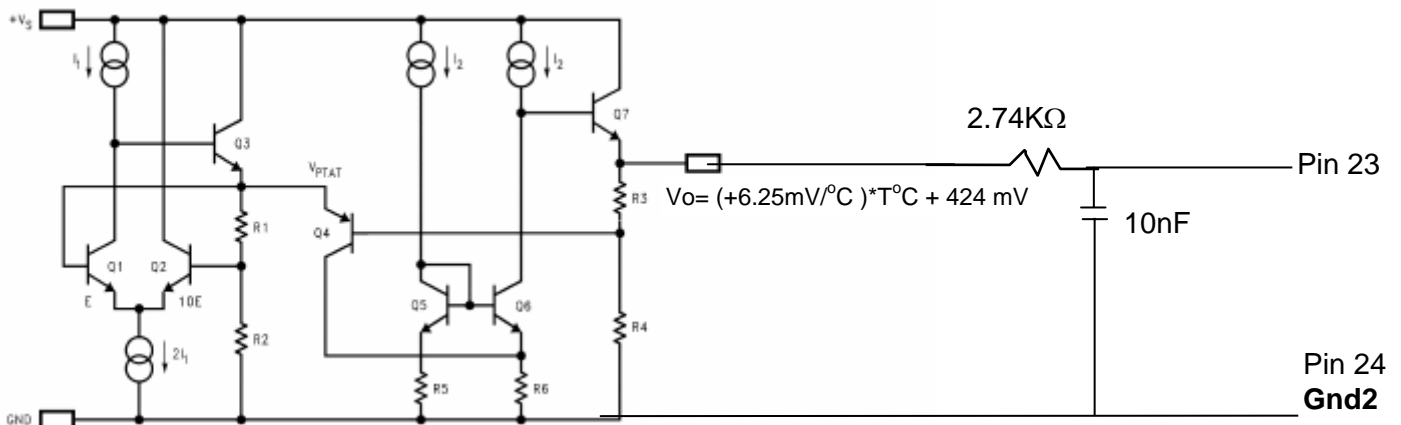 +VS
I1
I2
I2
Q3
Q7
2.74KΩ
Pin 23
VPTAT
R3
Vo= (+6.25mV/°C )*T°C + 424 mV
R1
Q4
10nF
Q1
Q2
E
10E
Q5
Q6
R4
2I1
R2
R5
R6
Pin 24
Gnd2
GND